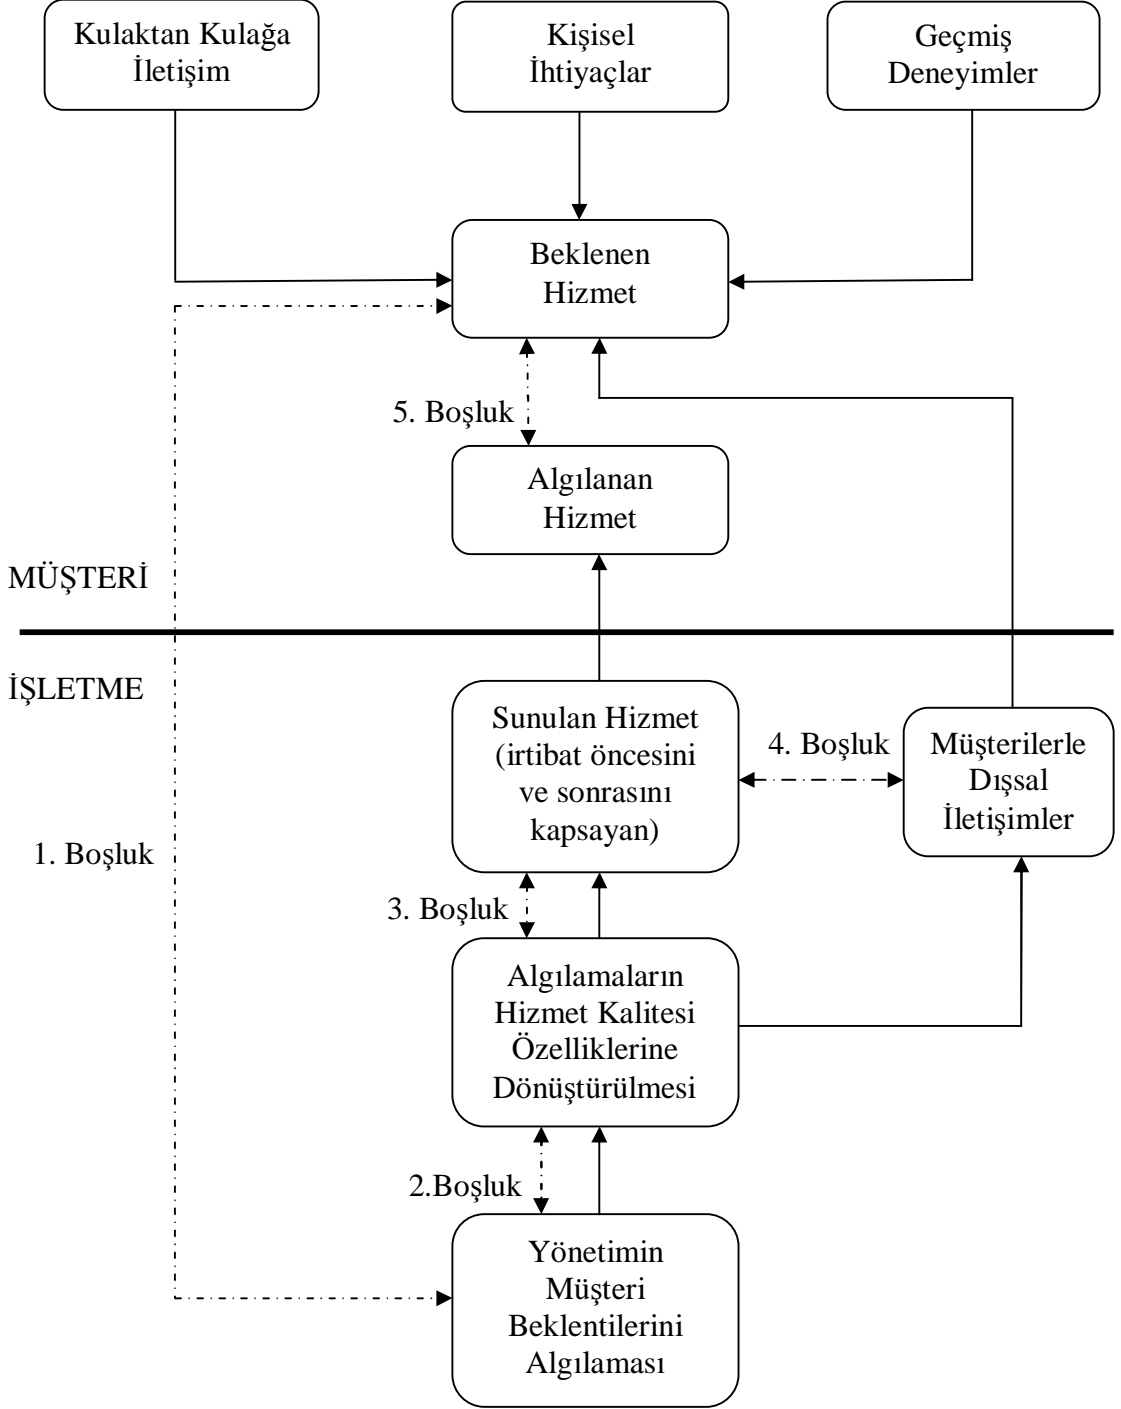 Kulaktan Kulağa
İletişim
Kişisel
İhtiyaçlar
Geçmiş
Deneyimler
Beklenen
Hizmet
5. Boşluk
Algılanan
Hizmet
MÜŞTERİ
İŞLETME
Sunulan Hizmet
(irtibat öncesini
ve sonrasını
kapsayan)
4. Boşluk
Müşterilerle
Dışsal
İletişimler
1. Boşluk
3. Boşluk
Algılamaların
Hizmet Kalitesi
Özelliklerine
Dönüştürülmesi
2.Boşluk
Yönetimin
Müşteri
Beklentilerini
Algılaması